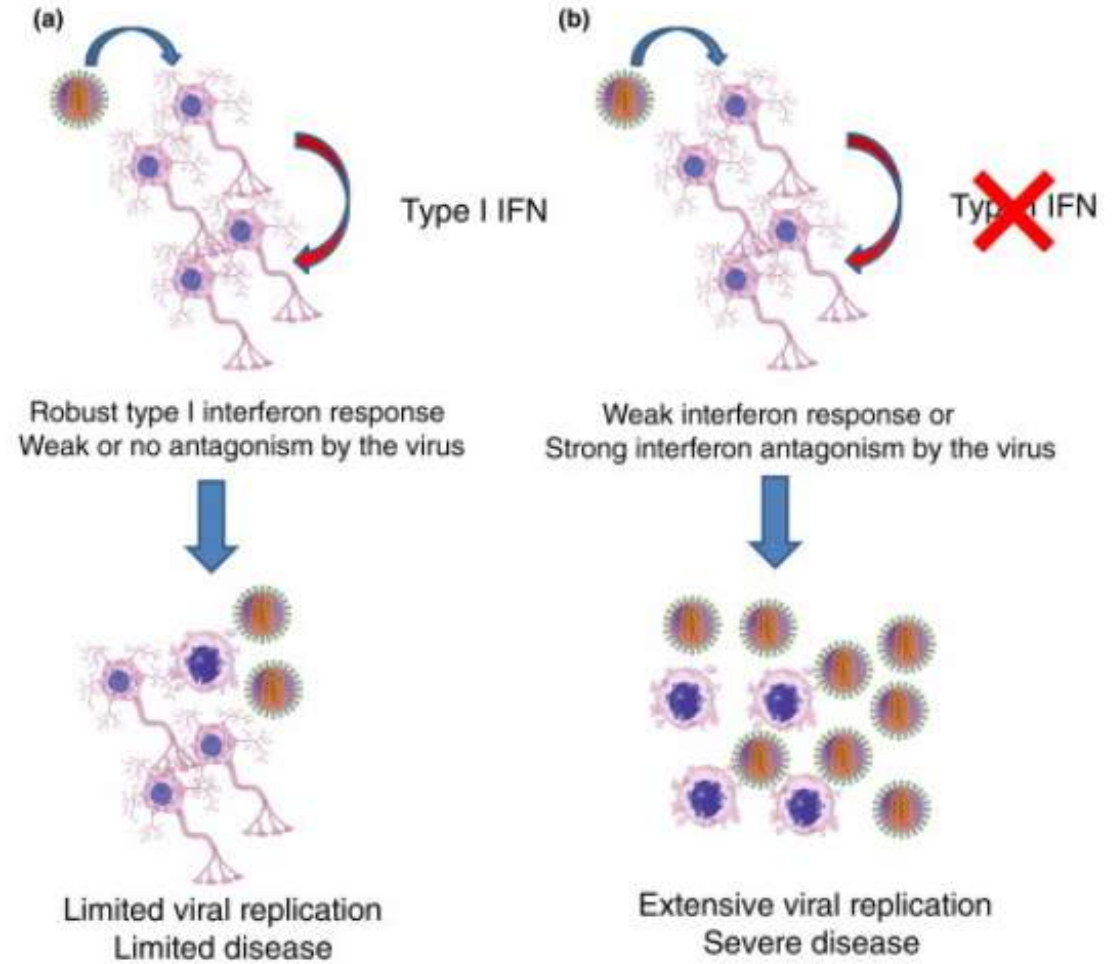 (a)
Type I IFN
Robust type I interferon response
Weak or no antagonism by the virus
Limited viral replication
Limited disease
(b)
Type I IFN
Weak interferon response or
Strong interferon antagonism by the virus
Extensive viral replication
Severe disease